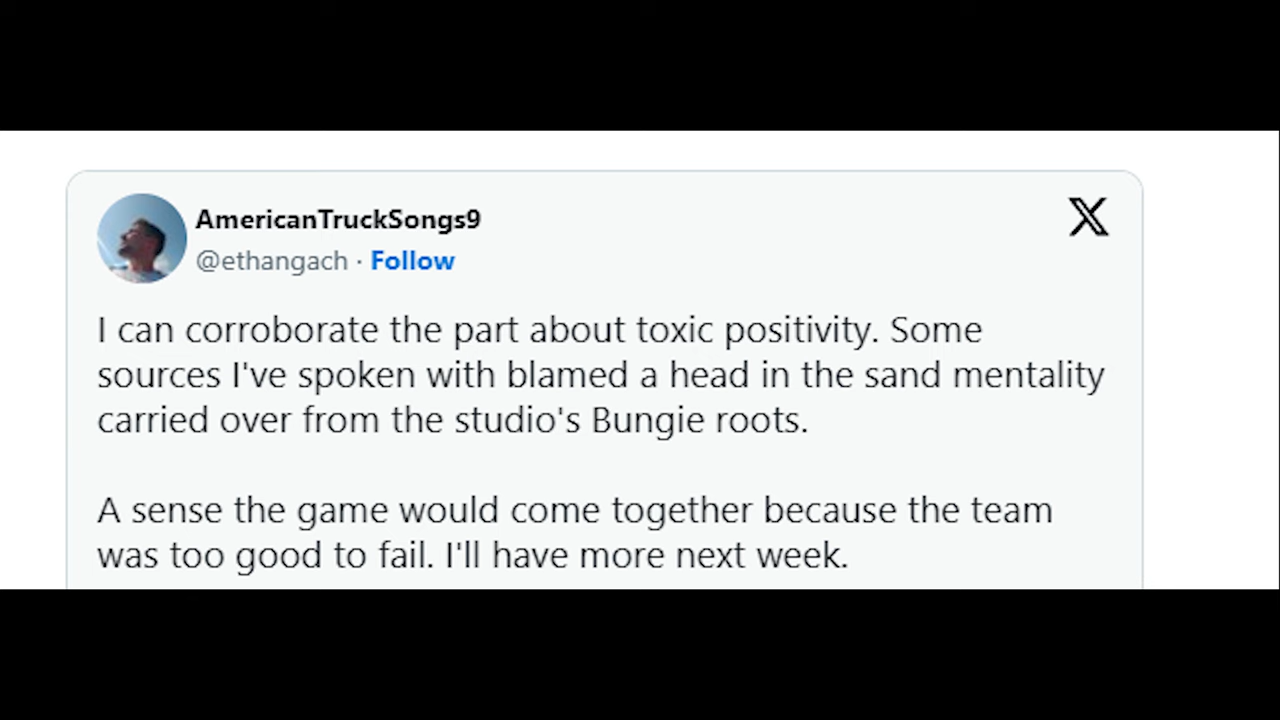 AmericanTruckSongs9
@ethangach · Follow
I can corroborate the part about toxic positivity. Some
sources I've spoken with blamed a head in the sand mentality
carried over from the studio's Bungie roots.
A sense the game would come together because the team
was too good to fail. I'll have more next week.